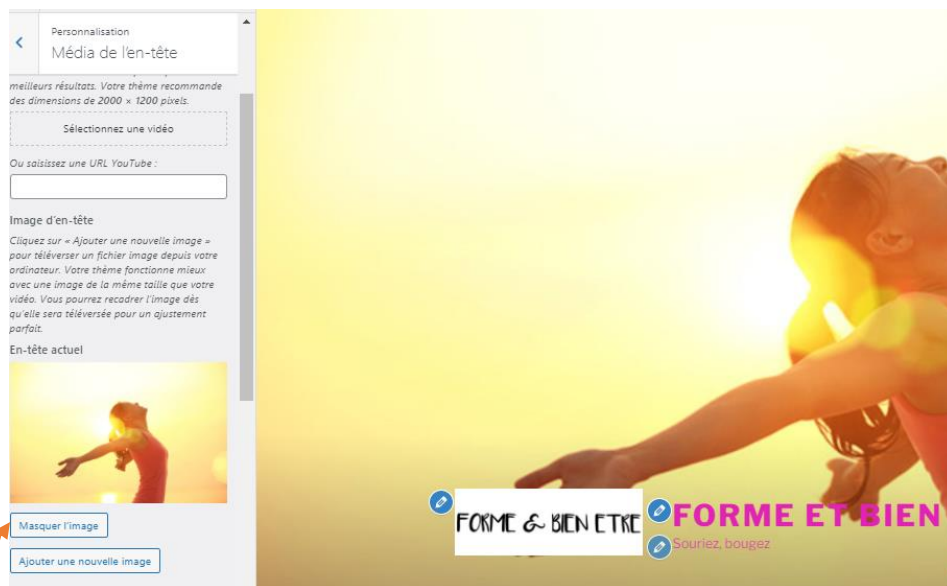 Personnalisation
Média de l'en-tête
meilleurs résultats. Votre thème recommande
des dimensions de 2000 × 1200 pixels.
Sélectionnez une vidéo
Ou saisissez une URL YouTube :
Image d'en-tête
Cliquez sur « Ajouter une nouvelle image »
pour téléverser un fichier image depuis votre
ordinateur. Votre thème fonctionne mieux
avec une image de la même taille que votre
vidéo. Vous pourrez recadrer l'image dès
qu'elle sera téléversée pour un ajustement
parfait.
En-tête actuel
Masquer l'image
Ajouter une nouvelle image
FORME & BIEN ETRE
FORME ET BIEN
Souriez, bougez